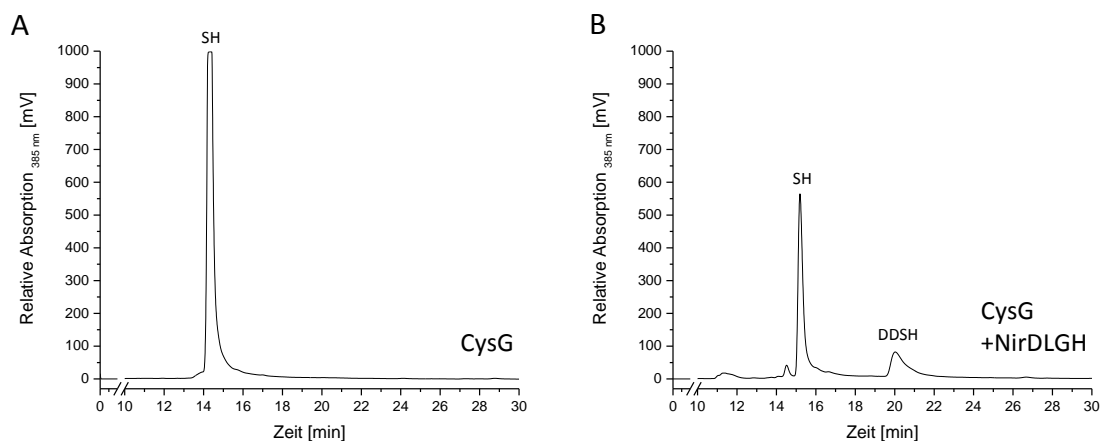 A
SH
1000
900
800
700
600
500
400
300
200
100
0
Relative Absorption 385 nm [mV]
CysG
0 10 12 14 16 18 20 22 24 26 28 30
Zeit [min]
B
1000
900
800
700
600
500
400
300
200
100
0
Relative Absorption 385 nm [mV]
SH
DDSH
CysG
+NirDLGH
0 10 12 14 16 18 20 22 24 26 28 30
Zeit [min]